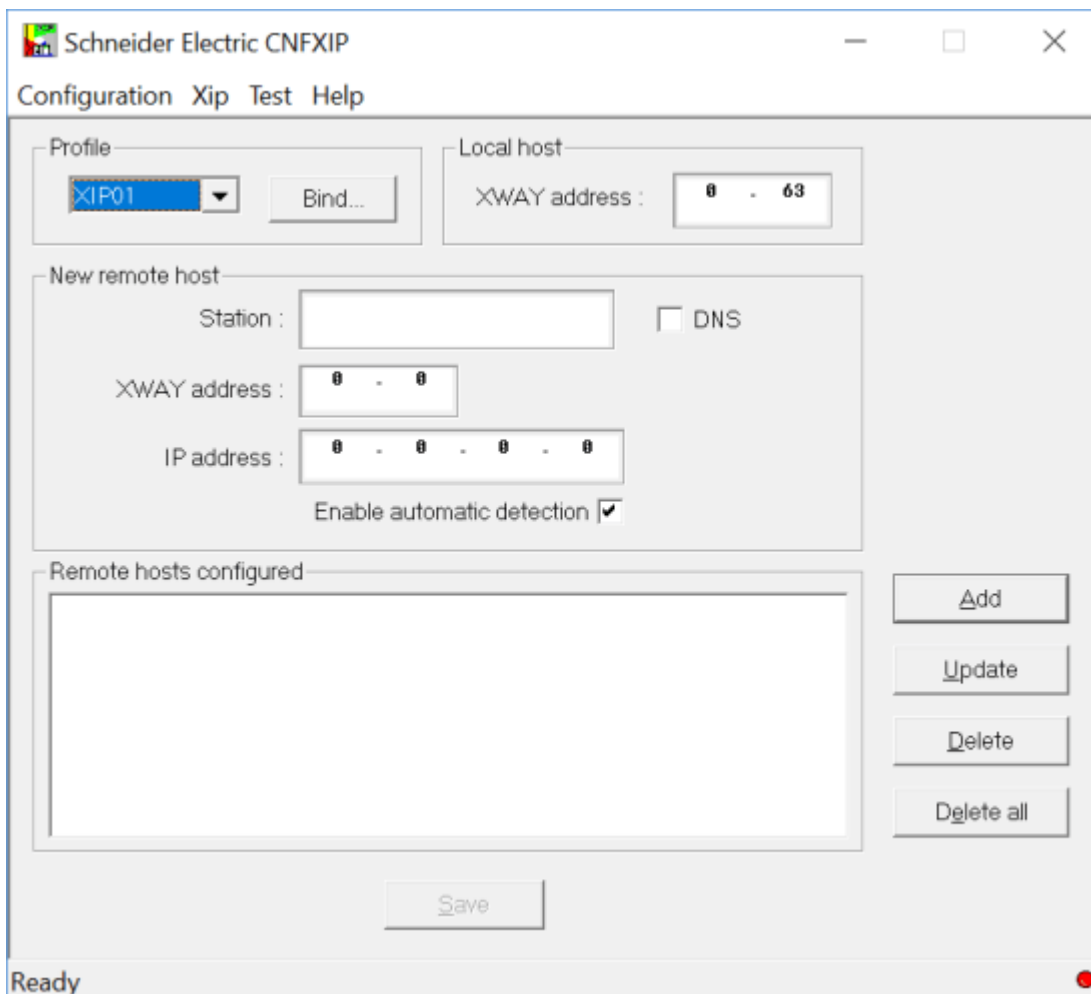 Schneider Electric CNFXIP
Configuration Xip Test Help
Profile
XIP01
Bind...
Local host
XWAY address : 0 . 63
New remote host
Station :
DNS
XWAY address : 0 . 0
IP address : 0 . 0 . 0 . 0
Enable automatic detection
Remote hosts configured
Add
Update
Delete
Delete all
Save
Ready